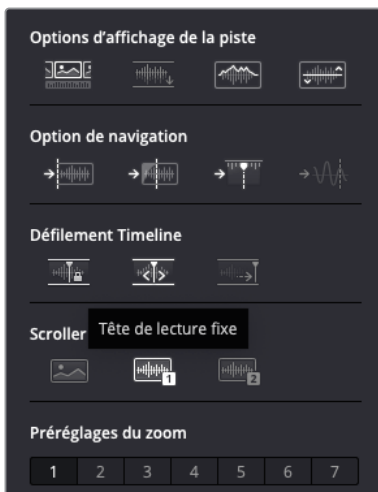 Options d’affichage de la piste
Option de navigation
Défilement Timeline
Tête de lecture fixe
Scroller
1 2
Préréglages du zoom
1 2 3 4 5 6 7